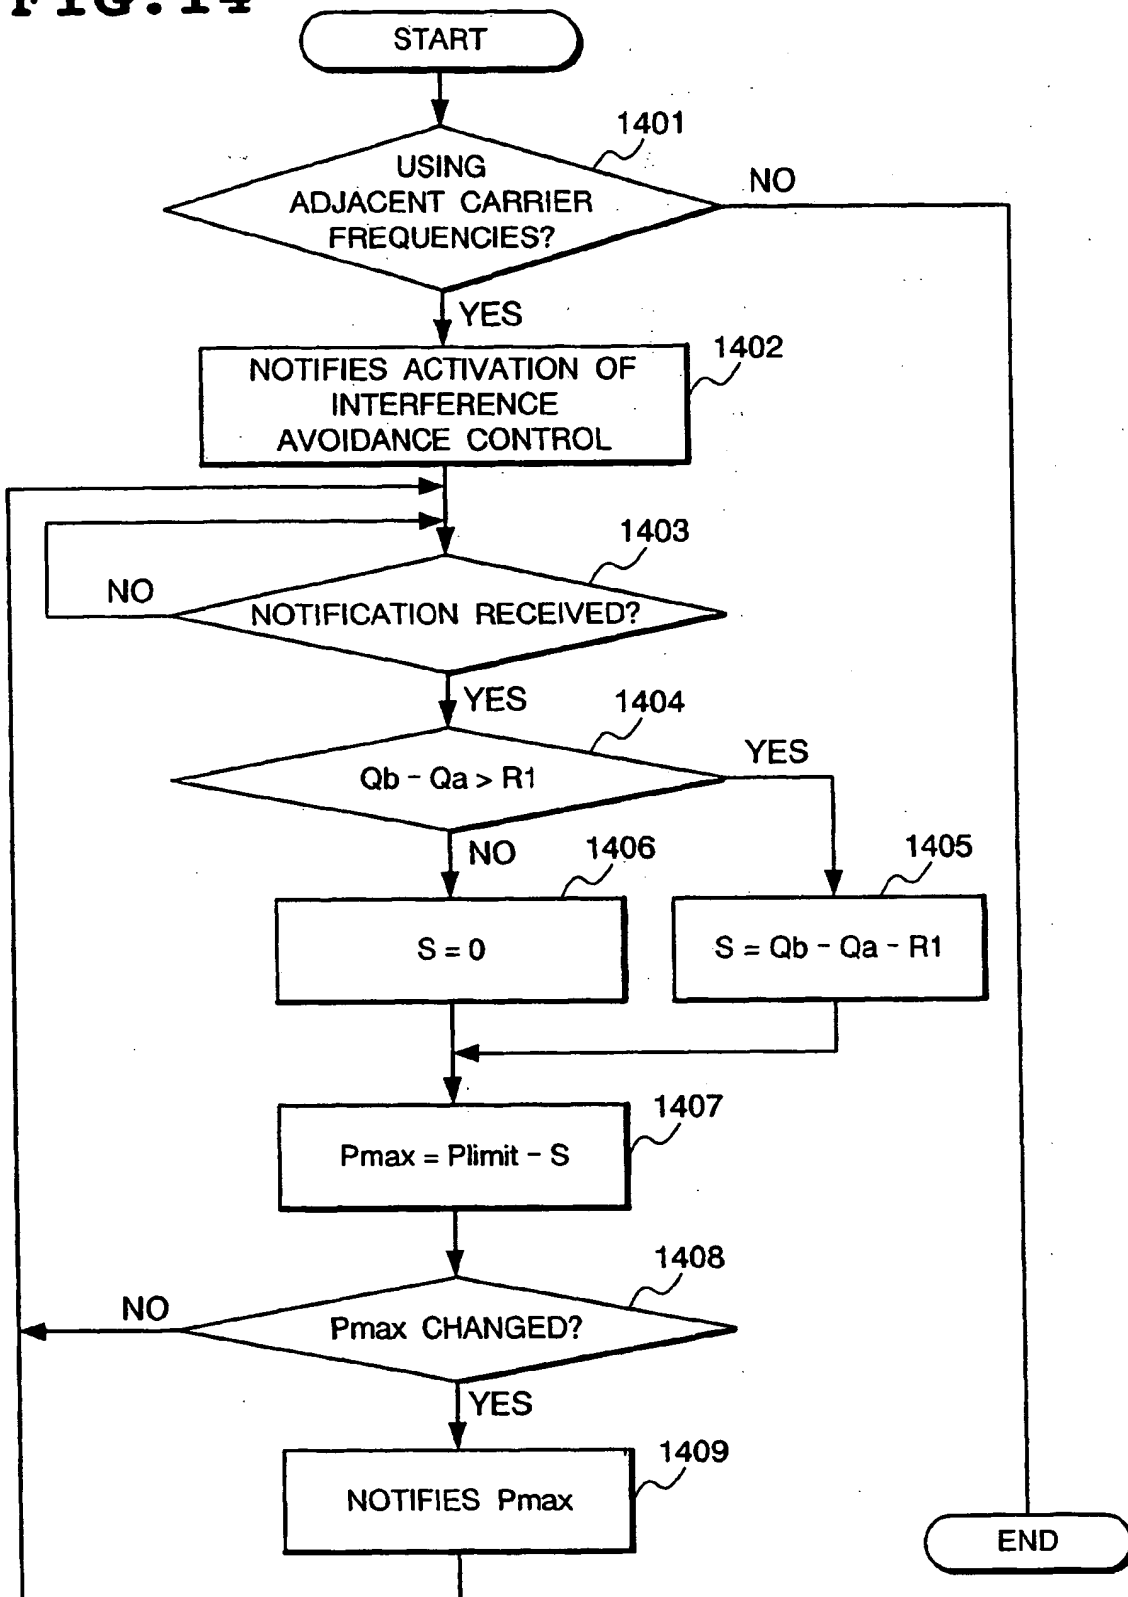 FIG. 14
START
1401
USING
ADJACENT CARRIER
FREQUENCIES?
NO
YES
1402
NOTIFIES ACTIVATION OF
INTERFERENCE
AVOIDANCE CONTROL
1403
NO
NOTIFICATION RECEIVED?
YES
1404
YES
Qb - Qa > R1
NO
1406
1405
S = 0
S = Qb - Qa - R1
1407
Pmax = Plimit - S
1408
NO
Pmax CHANGED?
YES
1409
NOTIFIES Pmax
END